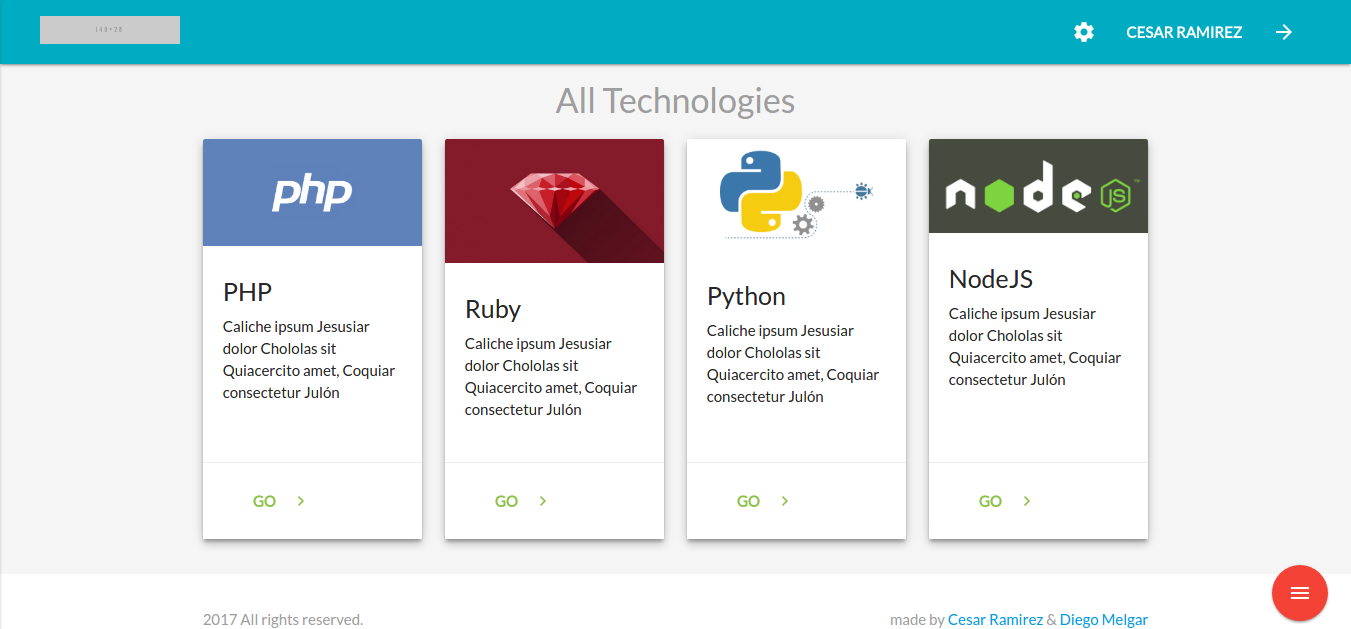 140×28
CESAR RAMIREZ
All Technologies
php
PHP
Caliche ipsum Jesusiar
dolor Chololas sit
Quiacercito amet, Coquiar
consectetur Julón
GO
Ruby
Caliche ipsum Jesusiar
dolor Chololas sit
Quiacercito amet, Coquiar
consectetur Julón
GO
Python
Caliche ipsum Jesusiar
dolor Chololas sit
Quiacercito amet, Coquiar
consectetur Julón
GO
node JS ™
NodeJS
Caliche ipsum Jesusiar
dolor Chololas sit
Quiacercito amet, Coquiar
consectetur Julón
GO
2017 All rights reserved.
made by Cesar Ramirez & Diego Melgar